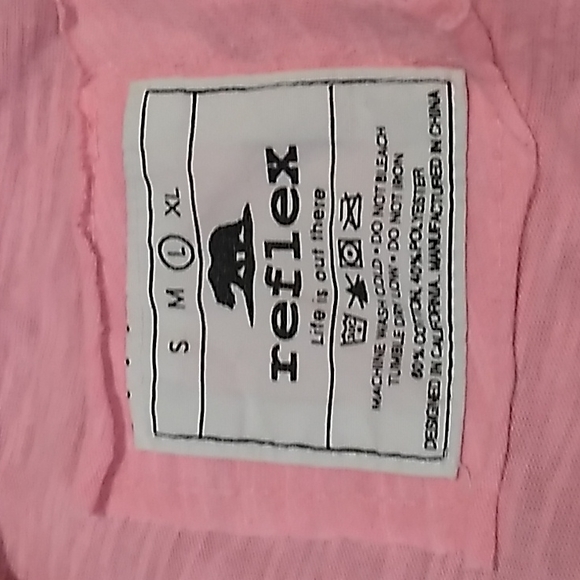 S M L XL
reflex
Life is out there
MACHINE WASH COLD • DO NOT BLEACH
TUMBLE DRY LOW • DO NOT IRON
60% COTTON, 40% POLYESTER
DESIGNED IN CALIFORNIA, MANUFACTURED IN CHINA